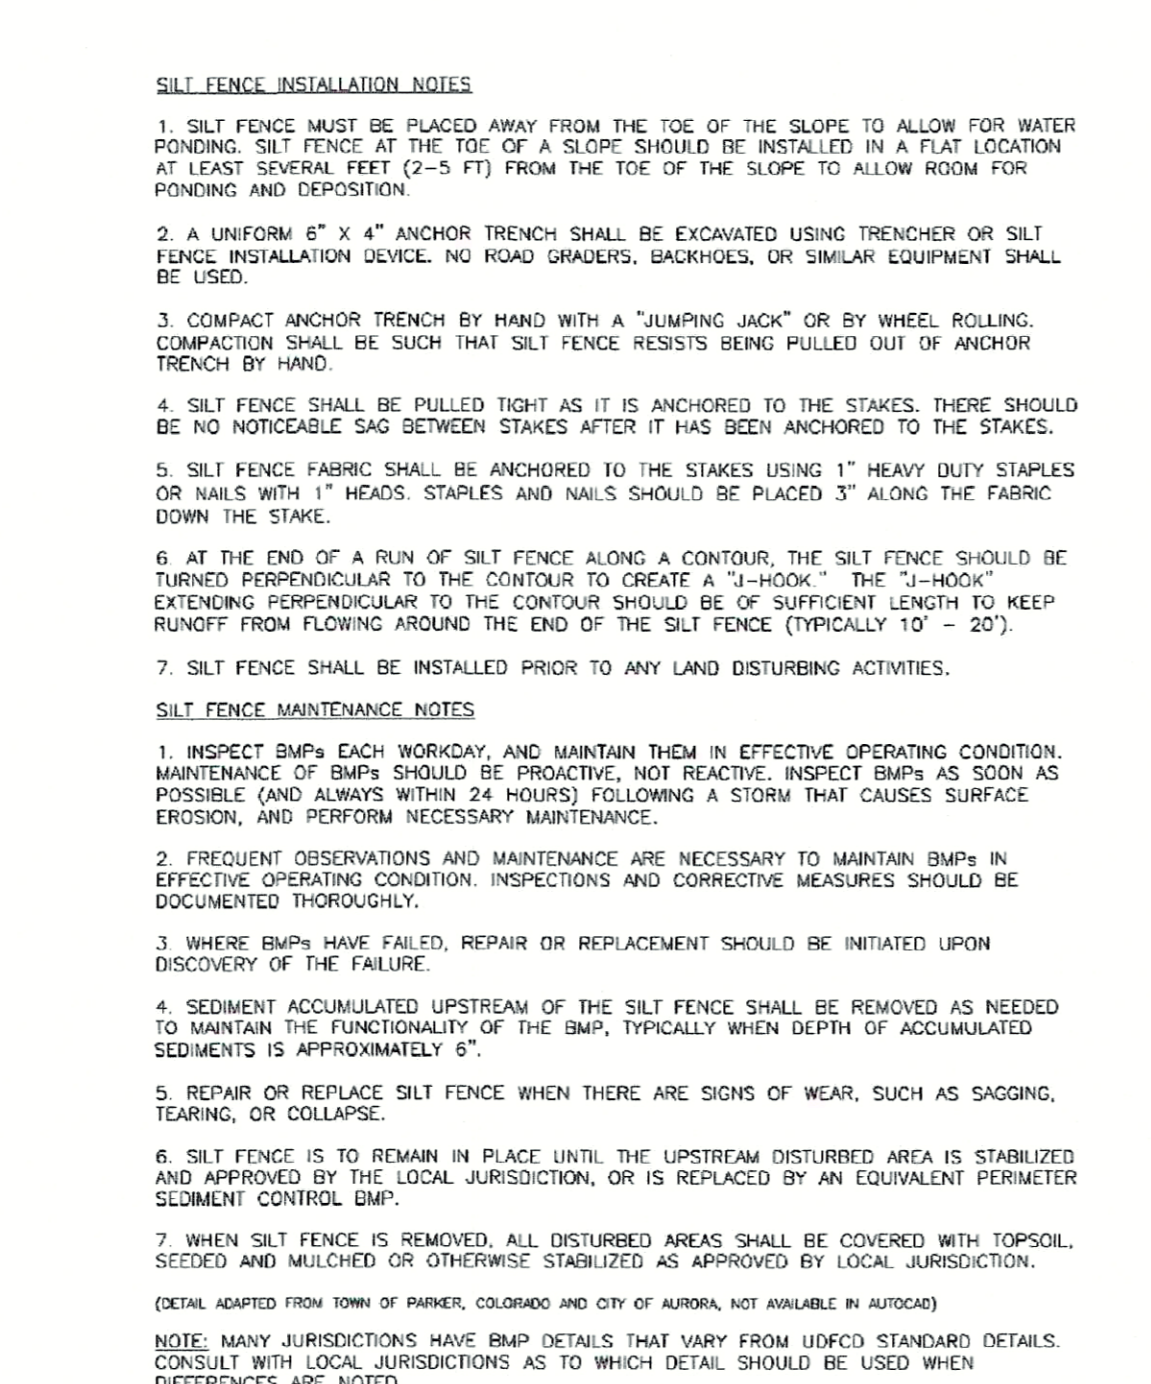 SILT FENCE INSTALLATION NOTES
1. SILT FENCE MUST BE PLACED AWAY FROM THE TOE OF THE SLOPE TO ALLOW FOR WATER
PONDING. SILT FENCE AT THE TOE OF A SLOPE SHOULD BE INSTALLED IN A FLAT LOCATION
AT LEAST SEVERAL FEET (2–5 FT) FROM THE TOE OF THE SLOPE TO ALLOW ROOM FOR
PONDING AND DEPOSITION.
2. A UNIFORM 6" X 4" ANCHOR TRENCH SHALL BE EXCAVATED USING TRENCHER OR SILT
FENCE INSTALLATION DEVICE. NO ROAD GRADERS, BACKHOES, OR SIMILAR EQUIPMENT SHALL
BE USED.
3. COMPACT ANCHOR TRENCH BY HAND WITH A "JUMPING JACK" OR BY WHEEL ROLLING.
COMPACTION SHALL BE SUCH THAT SILT FENCE RESISTS BEING PULLED OUT OF ANCHOR
TRENCH BY HAND.
4. SILT FENCE SHALL BE PULLED TIGHT AS IT IS ANCHORED TO THE STAKES. THERE SHOULD
BE NO NOTICEABLE SAG BETWEEN STAKES AFTER IT HAS BEEN ANCHORED TO THE STAKES.
5. SILT FENCE FABRIC SHALL BE ANCHORED TO THE STAKES USING 1" HEAVY DUTY STAPLES
OR NAILS WITH 1" HEADS. STAPLES AND NAILS SHOULD BE PLACED 3" ALONG THE FABRIC
DOWN THE STAKE.
6. AT THE END OF A RUN OF SILT FENCE ALONG A CONTOUR, THE SILT FENCE SHOULD BE
TURNED PERPENDICULAR TO THE CONTOUR TO CREATE A "J–HOOK." THE "J–HOOK"
EXTENDING PERPENDICULAR TO THE CONTOUR SHOULD BE OF SUFFICIENT LENGTH TO KEEP
RUNOFF FROM FLOWING AROUND THE END OF THE SILT FENCE (TYPICALLY 10' – 20').
7. SILT FENCE SHALL BE INSTALLED PRIOR TO ANY LAND DISTURBING ACTIVITIES.
SILT FENCE MAINTENANCE NOTES
1. INSPECT BMPs EACH WORKDAY, AND MAINTAIN THEM IN EFFECTIVE OPERATING CONDITION.
MAINTENANCE OF BMPs SHOULD BE PROACTIVE, NOT REACTIVE. INSPECT BMPs AS SOON AS
POSSIBLE (AND ALWAYS WITHIN 24 HOURS) FOLLOWING A STORM THAT CAUSES SURFACE
EROSION, AND PERFORM NECESSARY MAINTENANCE.
2. FREQUENT OBSERVATIONS AND MAINTENANCE ARE NECESSARY TO MAINTAIN BMPs IN
EFFECTIVE OPERATING CONDITION. INSPECTIONS AND CORRECTIVE MEASURES SHOULD BE
DOCUMENTED THOROUGHLY.
3. WHERE BMPs HAVE FAILED, REPAIR OR REPLACEMENT SHOULD BE INITIATED UPON
DISCOVERY OF THE FAILURE.
4. SEDIMENT ACCUMULATED UPSTREAM OF THE SILT FENCE SHALL BE REMOVED AS NEEDED
TO MAINTAIN THE FUNCTIONALITY OF THE BMP, TYPICALLY WHEN DEPTH OF ACCUMULATED
SEDIMENTS IS APPROXIMATELY 6".
5. REPAIR OR REPLACE SILT FENCE WHEN THERE ARE SIGNS OF WEAR, SUCH AS SAGGING,
TEARING, OR COLLAPSE.
6. SILT FENCE IS TO REMAIN IN PLACE UNTIL THE UPSTREAM DISTURBED AREA IS STABILIZED
AND APPROVED BY THE LOCAL JURISDICTION, OR IS REPLACED BY AN EQUIVALENT PERIMETER
SEDIMENT CONTROL BMP.
7. WHEN SILT FENCE IS REMOVED, ALL DISTURBED AREAS SHALL BE COVERED WITH TOPSOIL,
SEEDED AND MULCHED OR OTHERWISE STABILIZED AS APPROVED BY LOCAL JURISDICTION.
(DETAIL ADAPTED FROM TOWN OF PARKER, COLORADO AND CITY OF AURORA, NOT AVAILABLE IN AUTOCAD)
NOTE: MANY JURISDICTIONS HAVE BMP DETAILS THAT VARY FROM UDFCD STANDARD DETAILS.
CONSULT WITH LOCAL JURISDICTIONS AS TO WHICH DETAIL SHOULD BE USED WHEN
DIFFERENCES ARE NOTED.